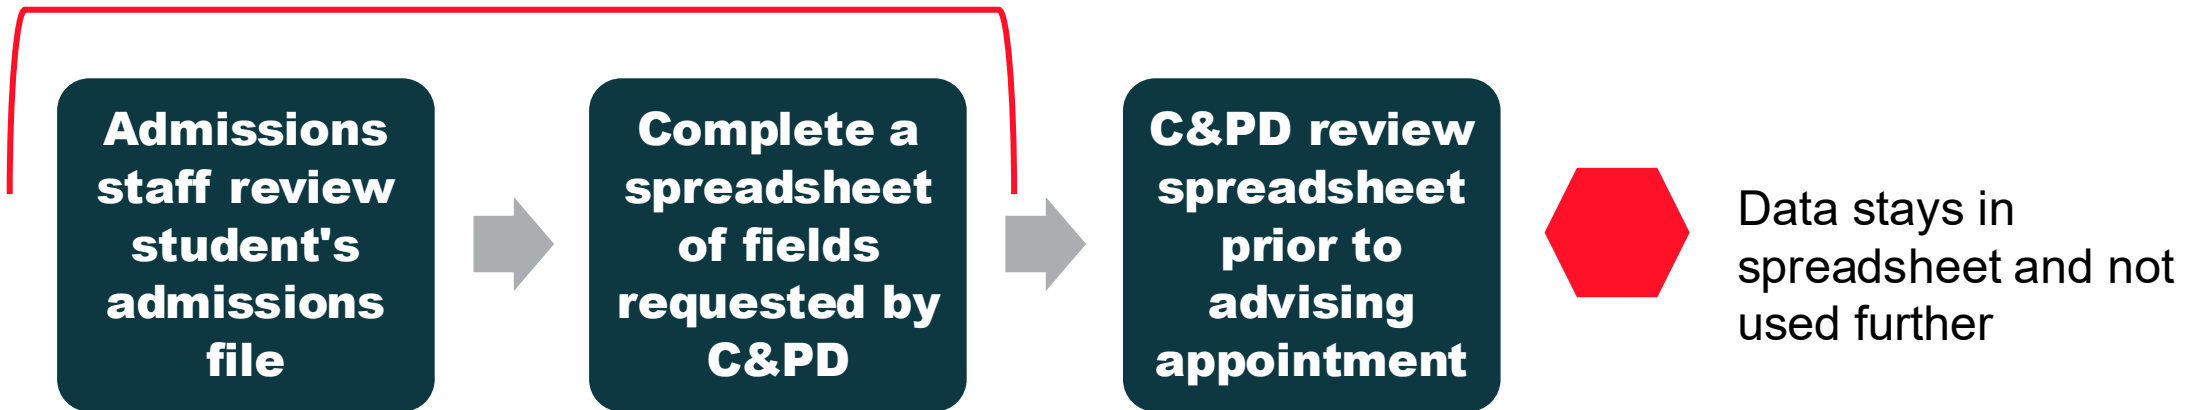 Admissions
staff review
student's
admissions
file
Complete a
spreadsheet
of fields
requested by
C&PD
C&PD review
spreadsheet
prior to
advising
appointment
Data stays in
spreadsheet and not
used further